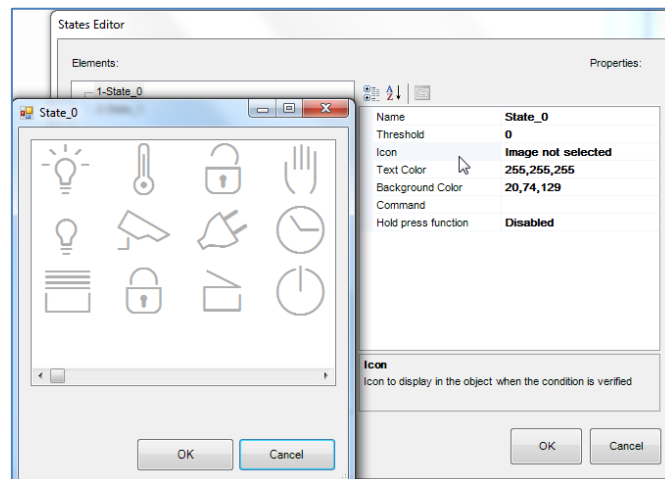 States Editor
Elements:
Properties:
1-State_0
State_0
Name State_0
Threshold 0
Icon Image not selected
Text Color 255,255,255
Background Color 20,74,129
Command
Hold press function Disabled
Icon
Icon to display in the object when the condition is verified
OK Cancel
OK Cancel